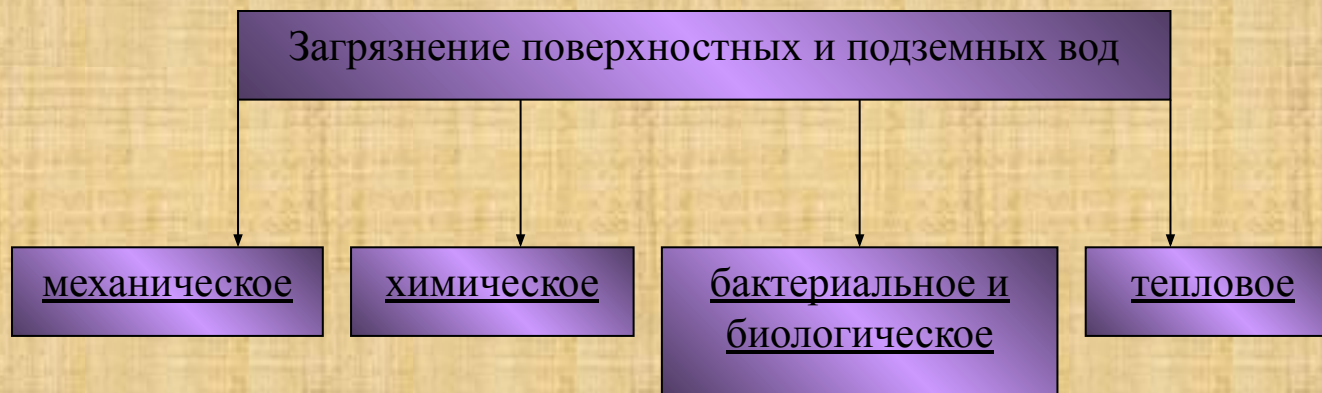 Загрязнение поверхностных и подземных вод
механическое
химическое
бактериальное и
биологическое
тепловое